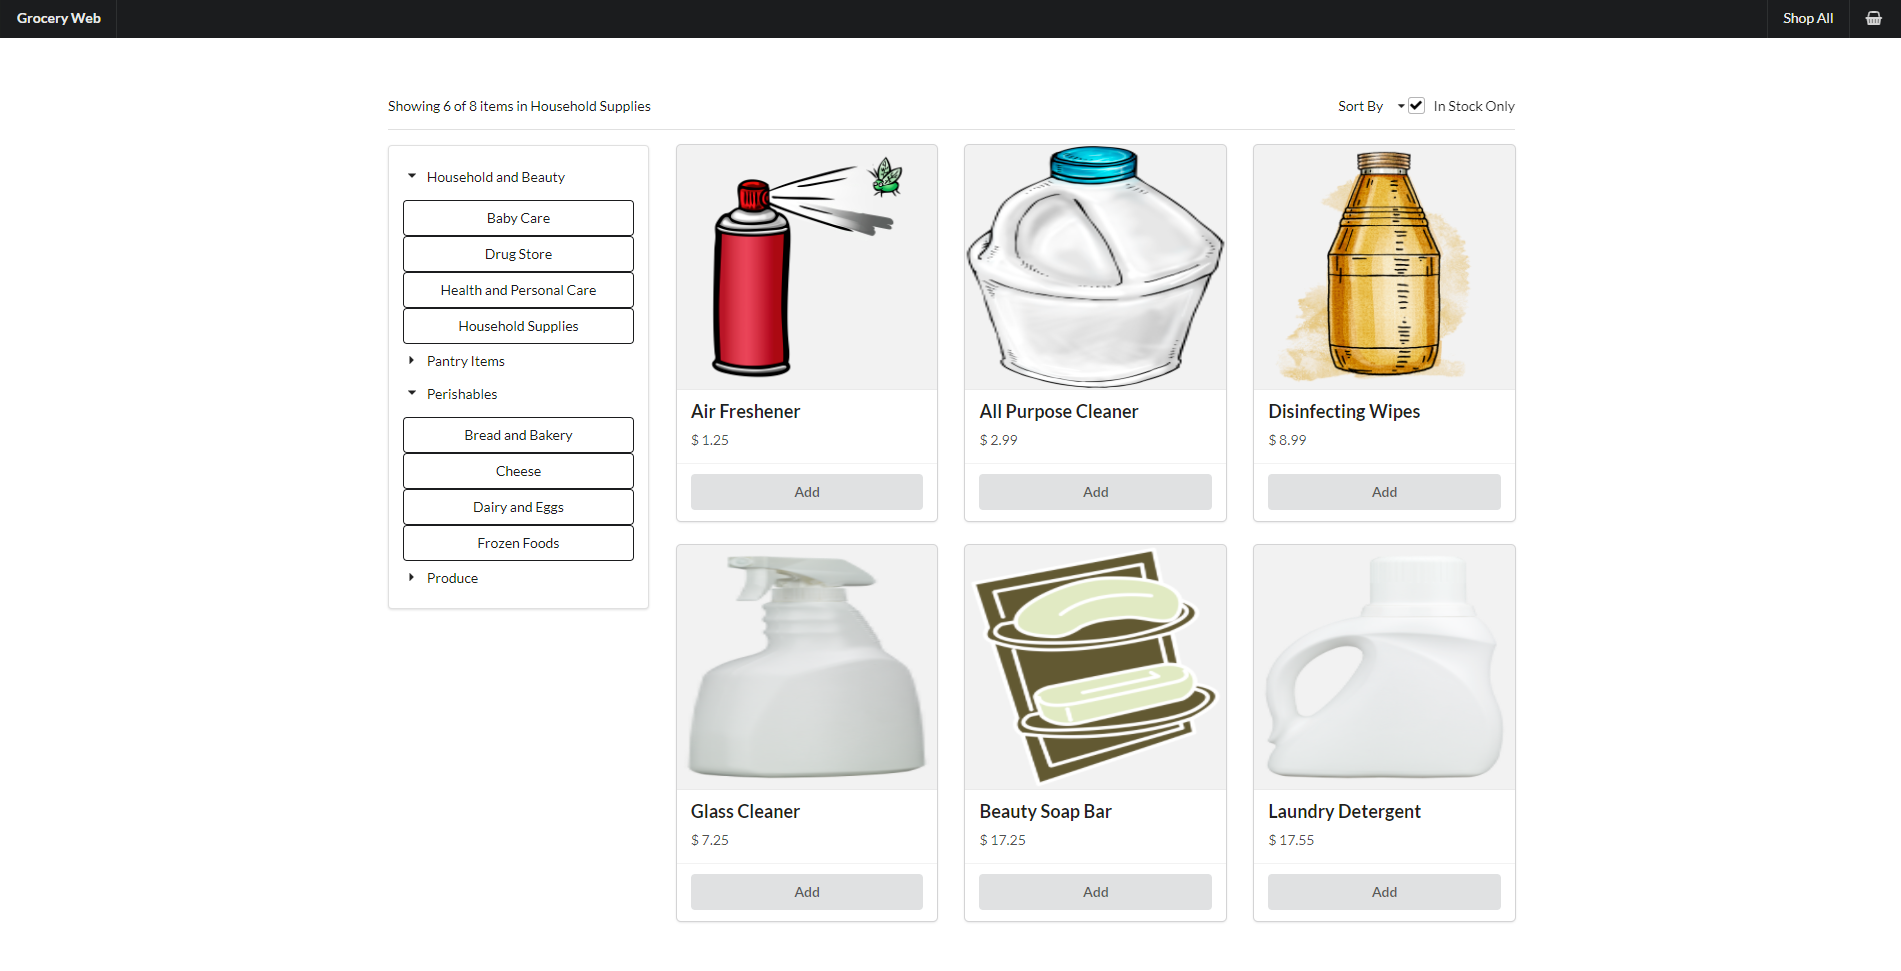 Grocery Web
Shop All
Showing 6 of 8 items in Household Supplies
Sort By
In Stock Only
Household and Beauty
Baby Care
Drug Store
Health and Personal Care
Household Supplies
Pantry Items
Perishables
Bread and Bakery
Cheese
Dairy and Eggs
Frozen Foods
Produce
Air Freshener
$ 1.25
Add
All Purpose Cleaner
$ 2.99
Add
Disinfecting Wipes
$ 8.99
Add
Glass Cleaner
$ 7.25
Add
Beauty Soap Bar
$ 17.25
Add
Laundry Detergent
$ 17.55
Add